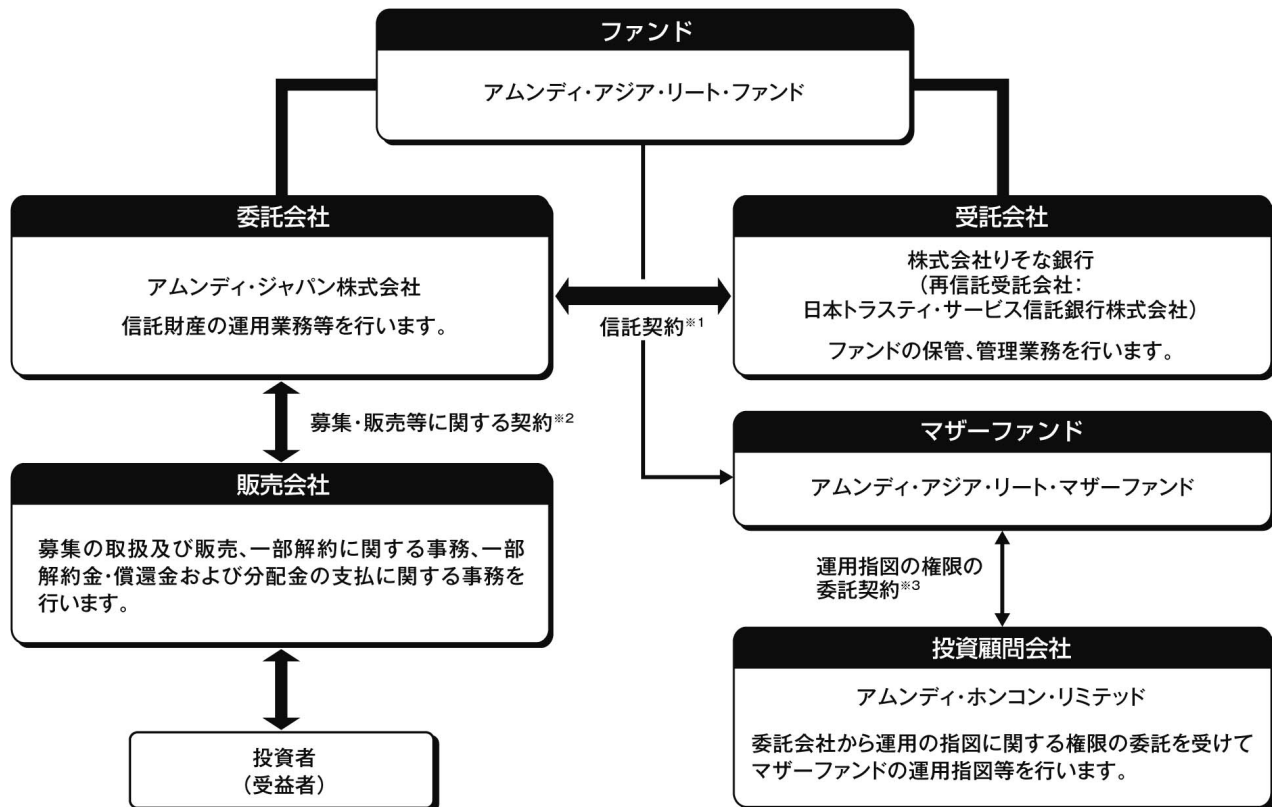 ファンド
アムンディ・アジア・リート・ファンド
委託会社
アムンディ・ジャパン株式会社
信託財産の運用業務等を行います。
信託契約※1
受託会社
株式会社りそな銀行
(再信託受託会社:
日本トラスティ・サービス信託銀行株式会社)
ファンドの保管、管理業務を行います。
募集・販売等に関する契約※2
販売会社
募集の取扱及び販売、一部解約に関する事務、一部
解約金・償還金および分配金の支払に関する事務を
行います。
マザーファンド
アムンディ・アジア・リート・マザーファンド
運用指図の権限の
委託契約※3
投資顧問会社
アムンディ・ホンコン・リミテッド
委託会社から運用の指図に関する権限の委託を受けて
マザーファンドの運用指図等を行います。
投資者
(受益者)